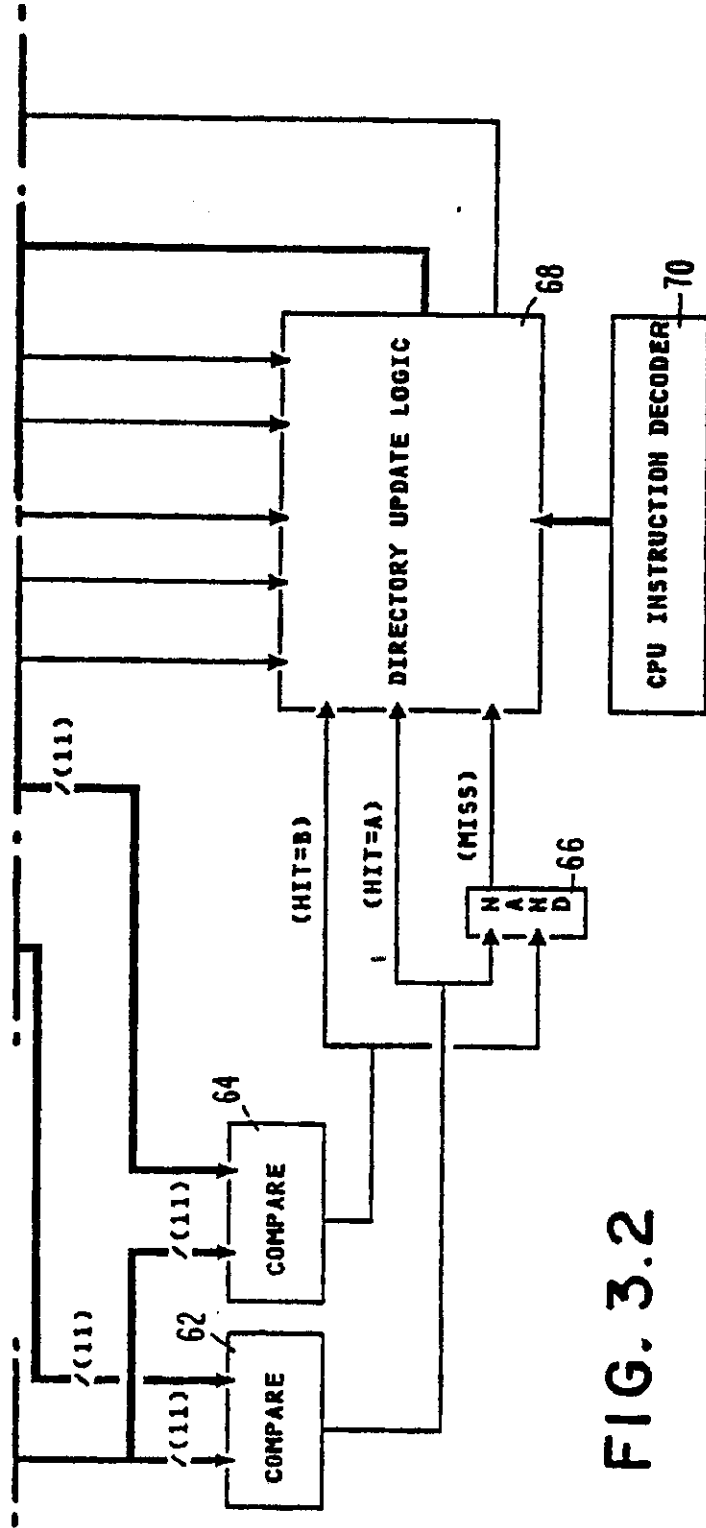 /(11)
/(11)
/(11)
/(11)
62
COMPARE
64
COMPARE
(HIT=B)
(HIT=A)
(MISS)
NAND
66
DIRECTORY UPDATE LOGIC
68
CPU INSTRUCTION DECODER
70
FIG. 3.2